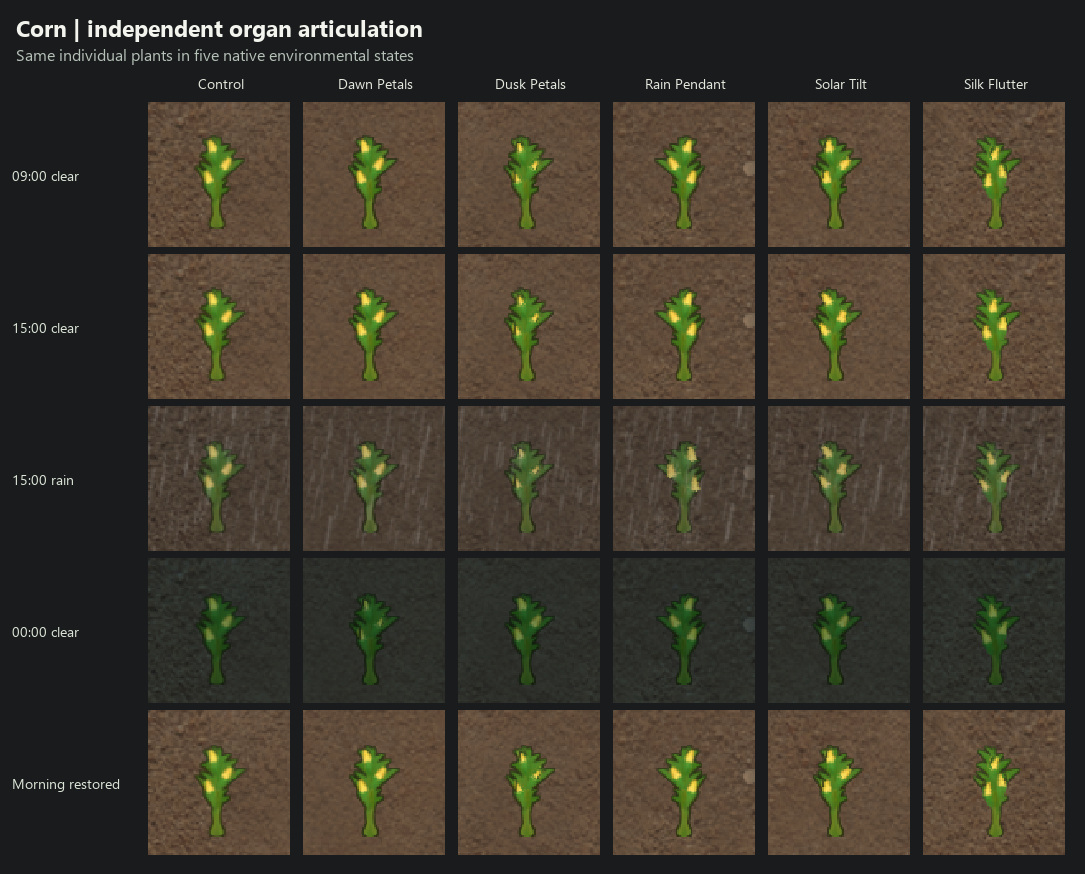 Corn | independent organ articulation
Same individual plants in five native environmental states
Control Dawn Petals Dusk Petals Rain Pendant Solar Tilt Silk Flutter
09:00 clear
15:00 clear
15:00 rain
00:00 clear
Morning restored